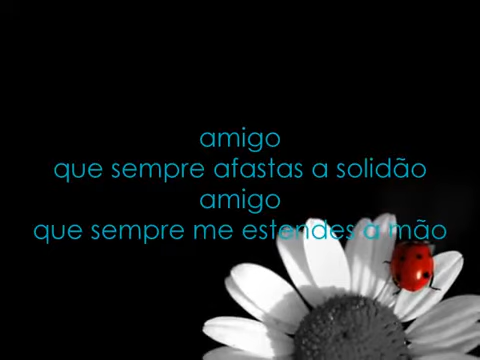 amigo
que sempre afastas a solidão
amigo
que sempre me estendes a mão